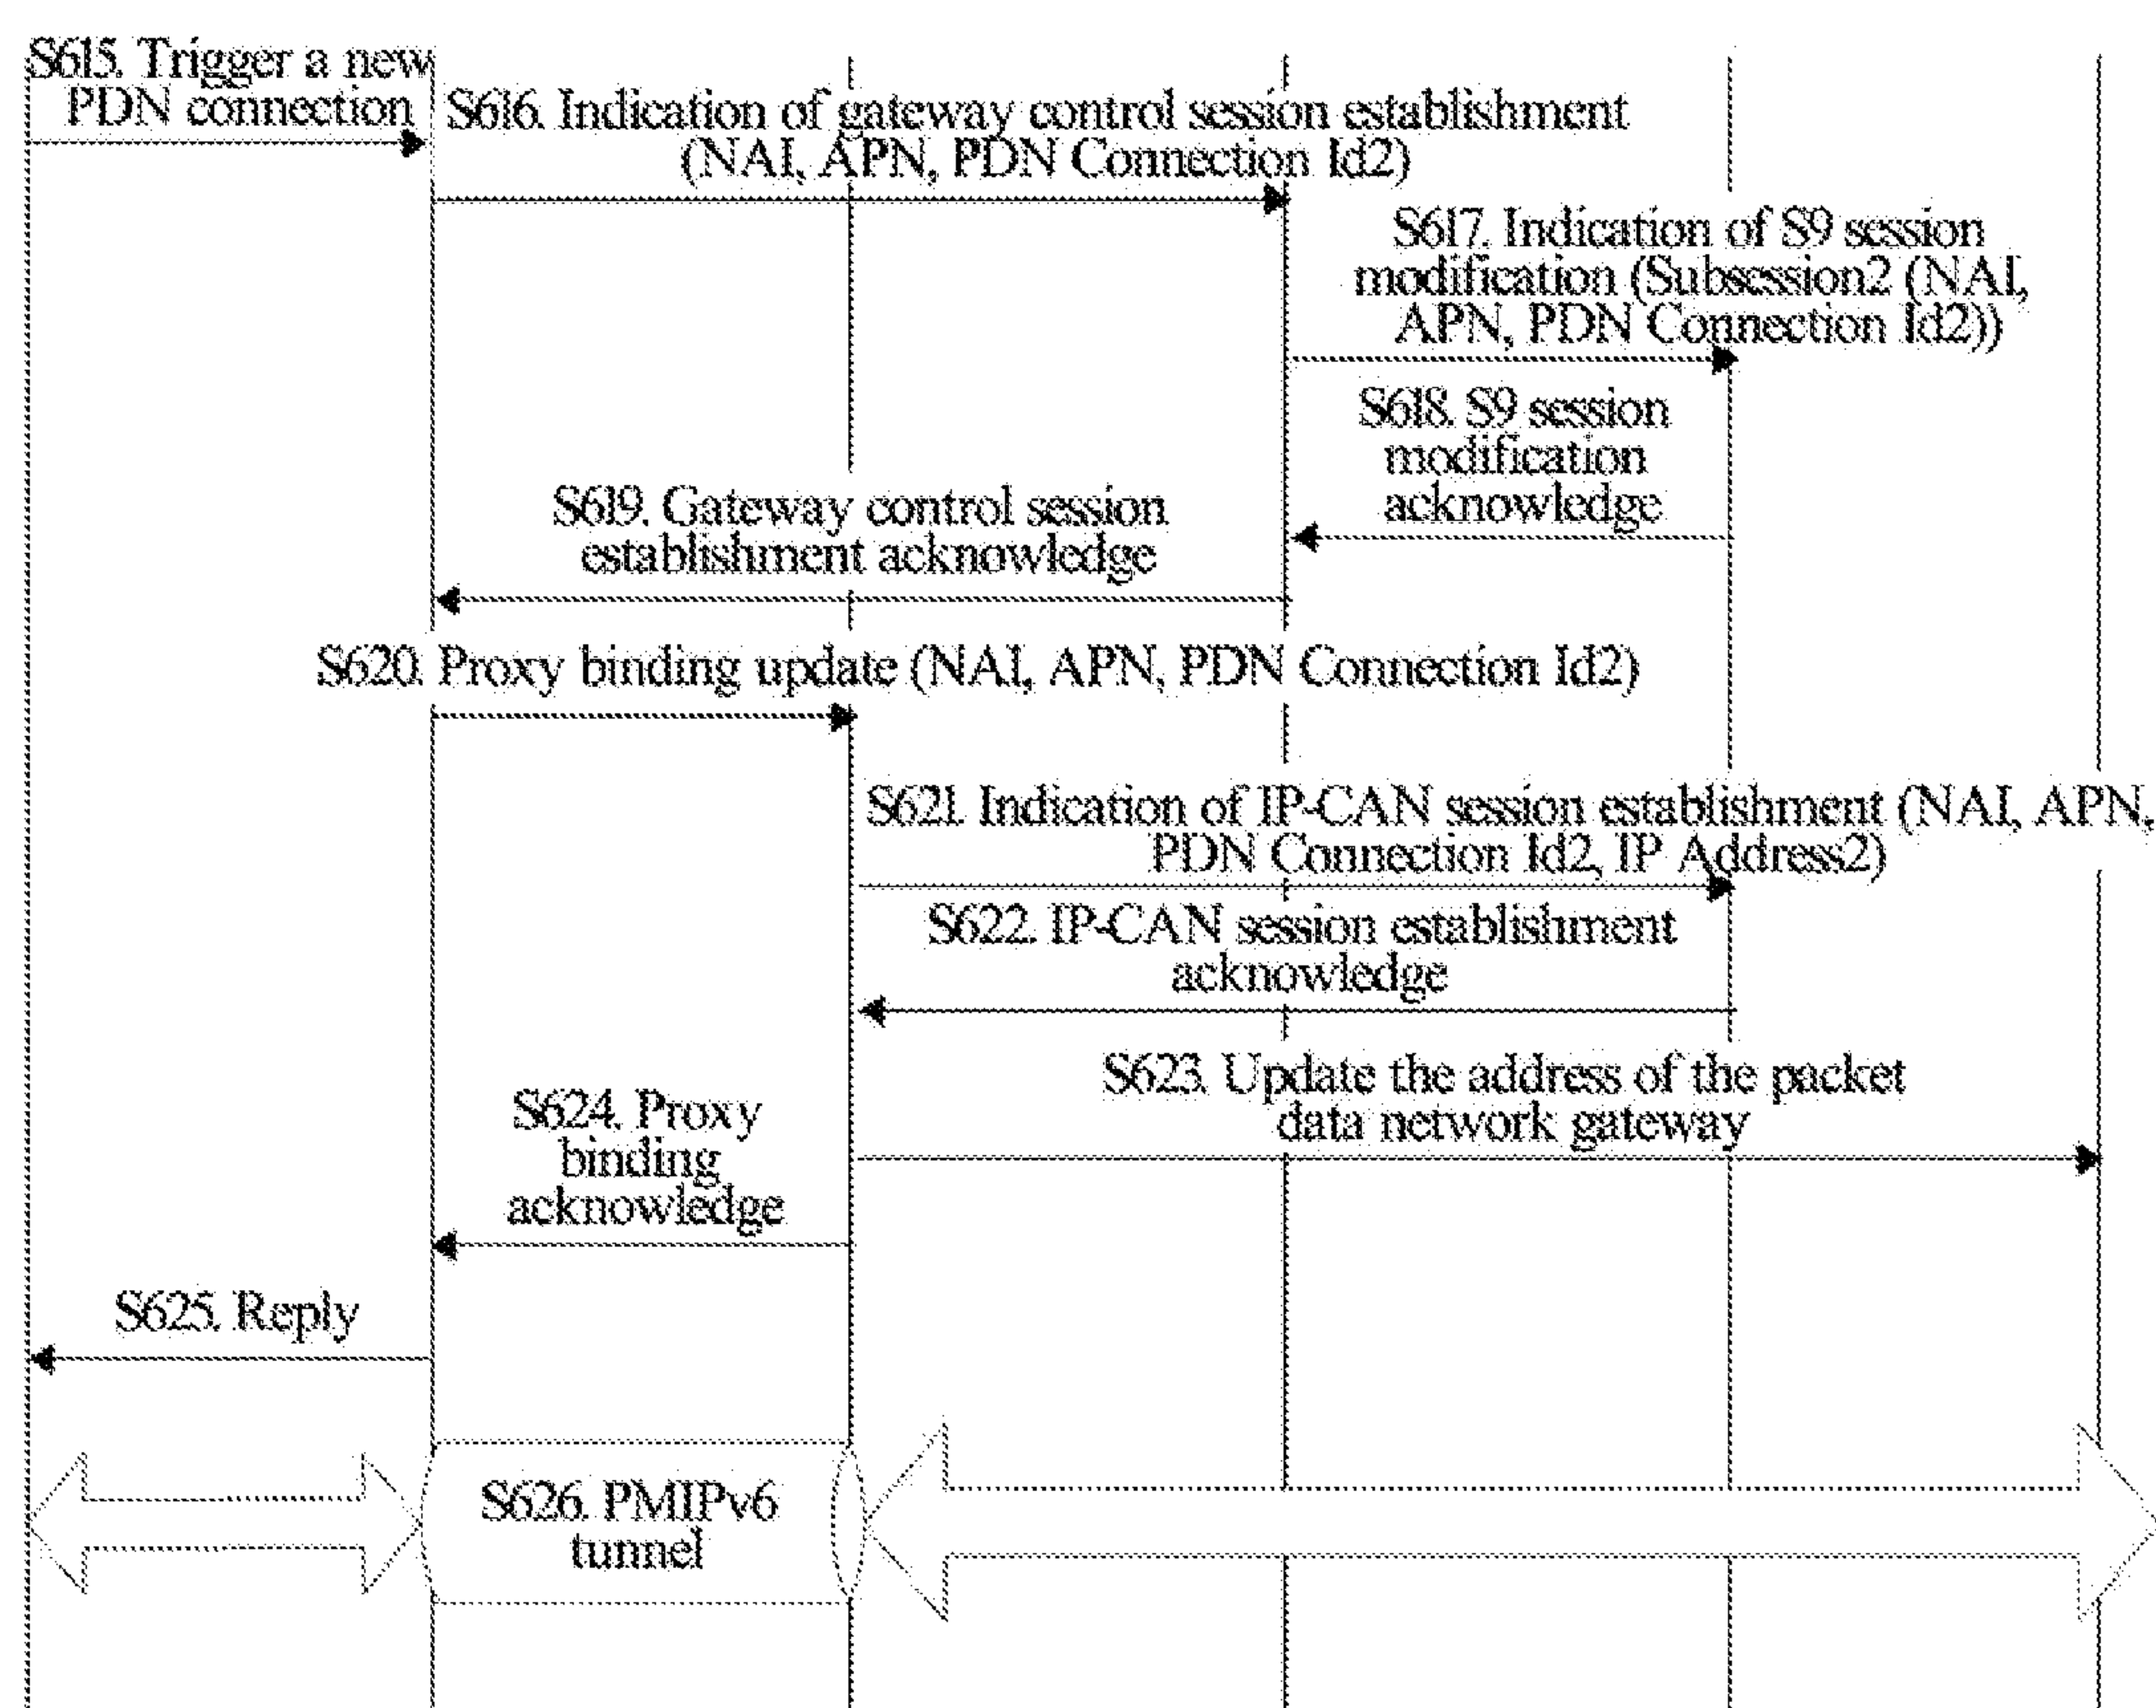 S615. Trigger a new
PDN connection
S616. Indication of gateway control session establishment
(NAI, APN, PDN Connection Id2)
S617. Indication of S9 session
modification (Subsession2 (NAI,
APN, PDN Connection Id2))
S618. S9 session
modification
acknowledge
S619. Gateway control session
establishment acknowledge
S620. Proxy binding update (NAI, APN, PDN Connection Id2)
S621. Indication of IP-CAN session establishment (NAI, APN,
PDN Connection Id2, IP Address2)
S622. IP-CAN session establishment
acknowledge
S623. Update the address of the packet
data network gateway
S624. Proxy
binding
acknowledge
S625. Reply
S626. PMIPv6
tunnel